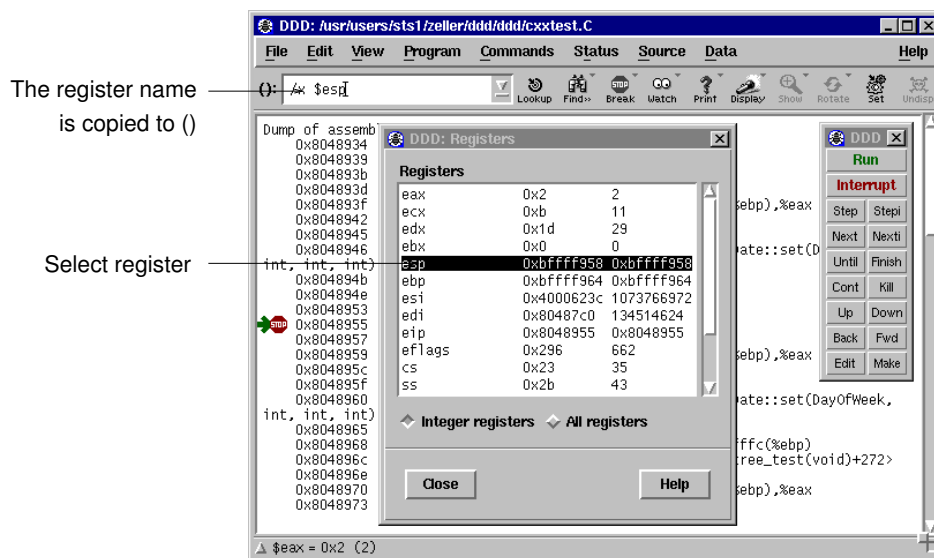 DDD: /usr/users/sts1/zeller/ddd/ddd/cxxtest.C
File Edit View Program Commands Status Source Data Help
The register name
is copied to ()
(): /x $esp
Lookup Find» Break Watch Print Display Show Rotate Set Undisp
Dump of assemb
0x8048934
0x8048939
0x804893b
0x804893d
0x804893f %ebp),%eax
0x8048942
0x8048945
0x8048946 Date::set(D
int, int, int)
0x804894b
0x804894e
0x8048953
STOP 0x8048955
0x8048957
0x8048959 %ebp),%eax
0x804895c
0x804895f
0x8048960 Date::set(DayOfWeek,
int, int, int)
0x8048965
0x8048968 fffc(%ebp)
0x804896c tree_test(void)+272>
0x804896e
0x8048970 %ebp),%eax
0x8048973
Select register
DDD: Registers
Registers
eax 0x2 2
ecx 0xb 11
edx 0x1d 29
ebx 0x0 0
esp 0xbffff958 0xbffff958
ebp 0xbffff964 0xbffff964
esi 0x4000623c 1073766972
edi 0x80487c0 134514624
eip 0x8048955 0x8048955
eflags 0x296 662
cs 0x23 35
ss 0x2b 43
Integer registers All registers
Close Help
DDD
Run
Interrupt
Step Stepi
Next Nexti
Until Finish
Cont Kill
Up Down
Back Fwd
Edit Make
$eax = 0x2 (2)